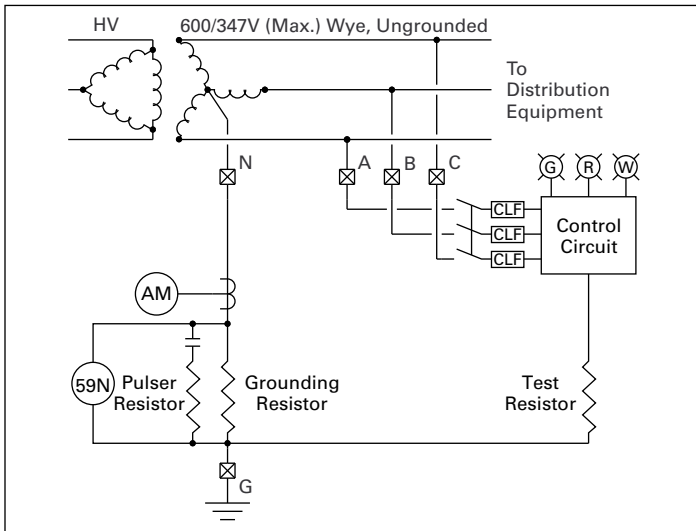 HV
600/347V (Max.) Wye, Ungrounded
To
Distribution
Equipment
N
A
B
C
G
R
W
CLF
CLF
CLF
Control
Circuit
AM
59N
Pulser
Resistor
Grounding
Resistor
Test
Resistor
G